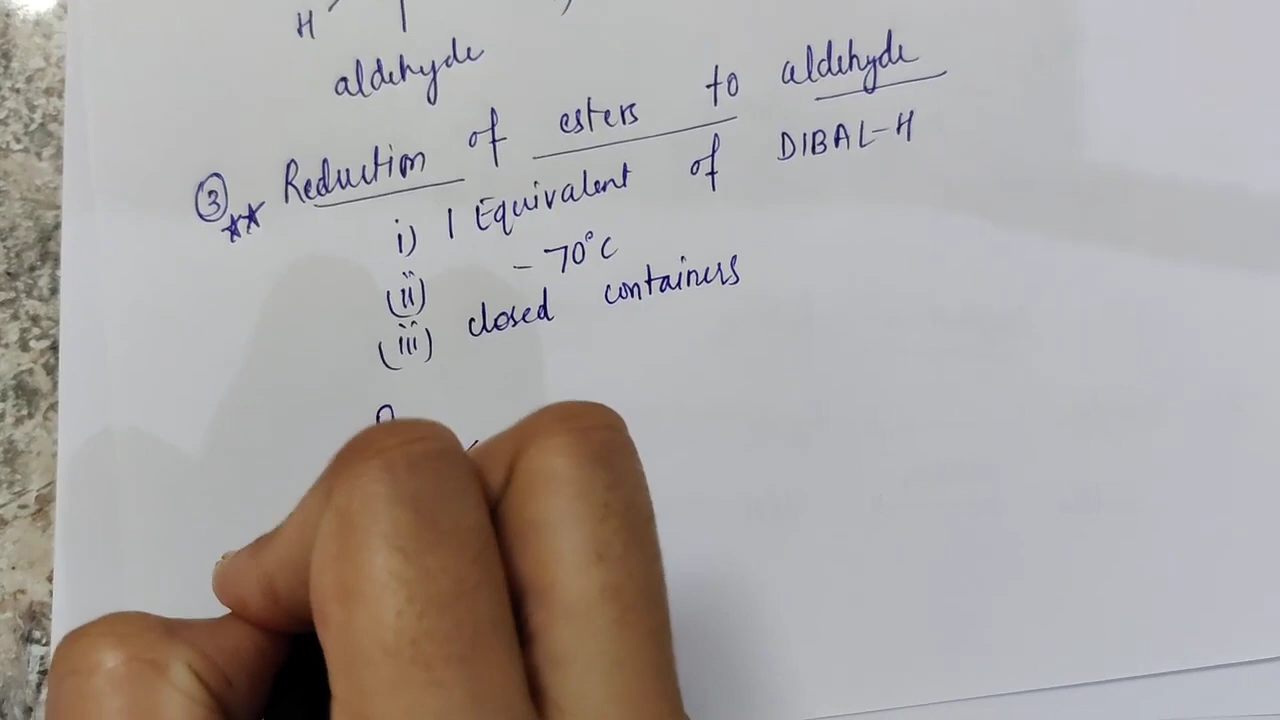 H
aldehyde
③ ** Reduction of esters to aldehyde
i) 1 Equivalent of DIBAL-H
(ii) - 70°C
(iii) closed containers